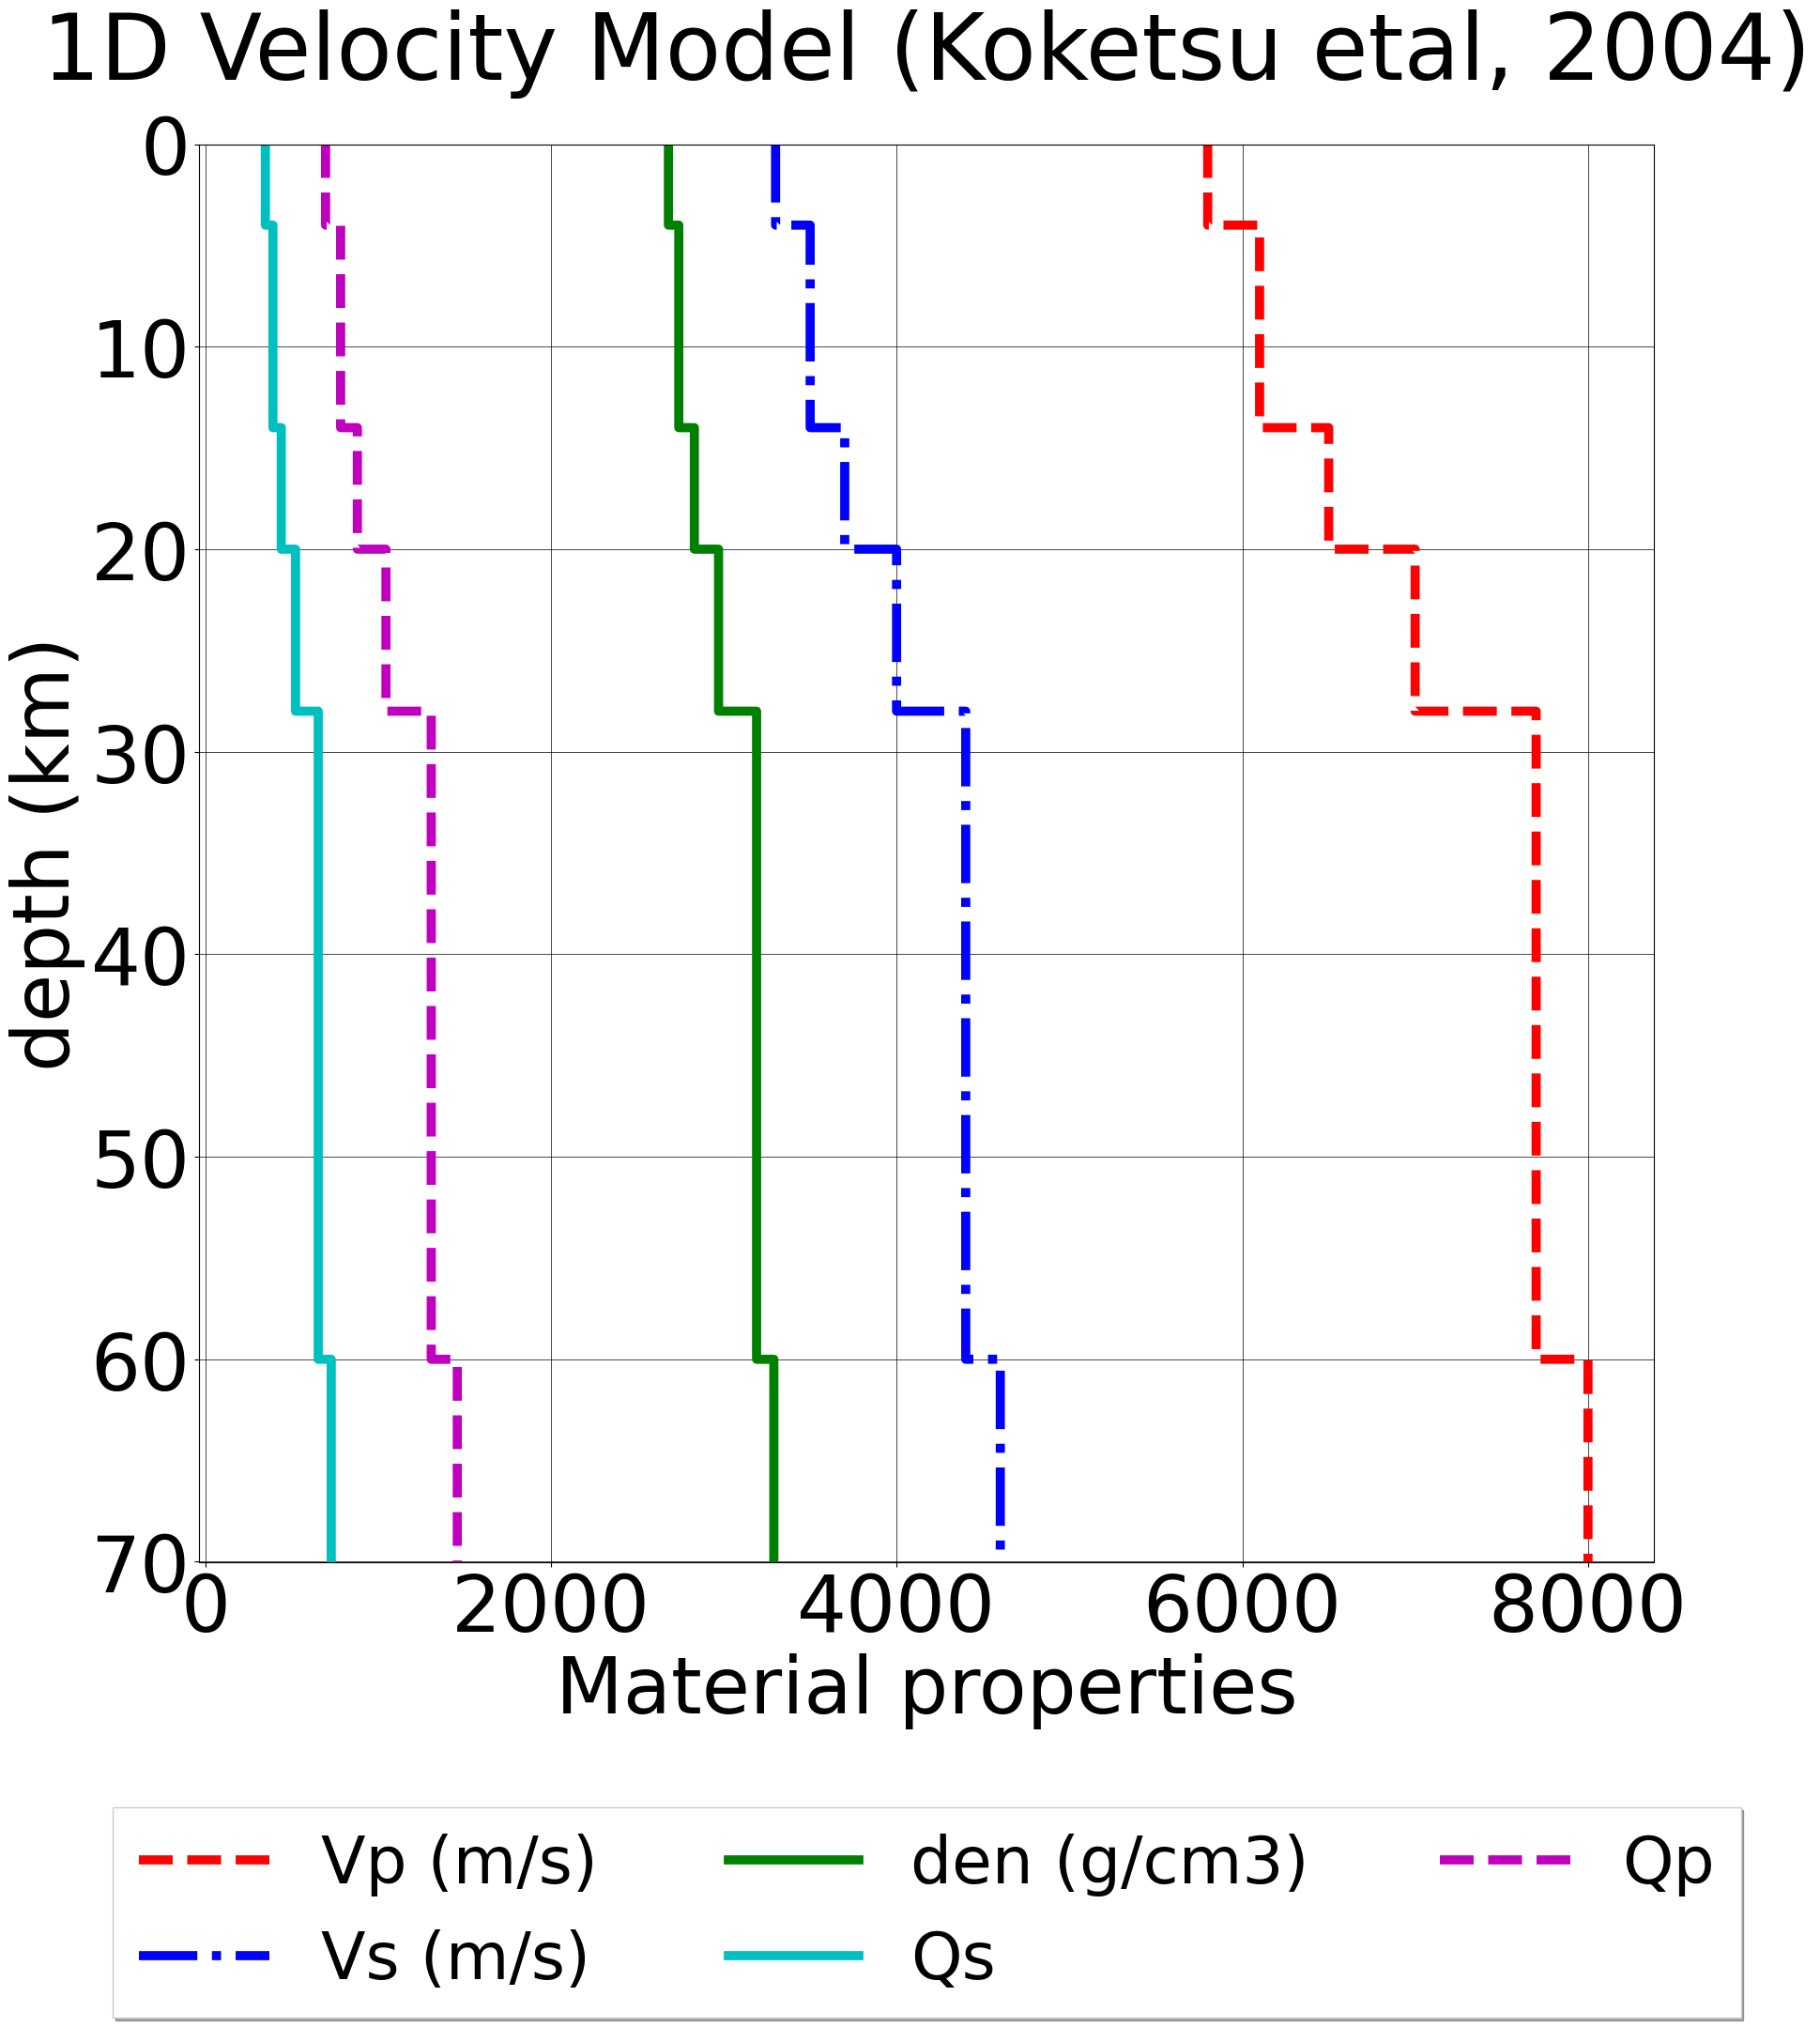 1D Velocity Model (Koketsu etal, 2004)
0
10
20
30
40
50
60
70
depth (km)
0 2000 4000 6000 8000
Material properties
Vp (m/s) den (g/cm3) Qp
Vs (m/s) Qs